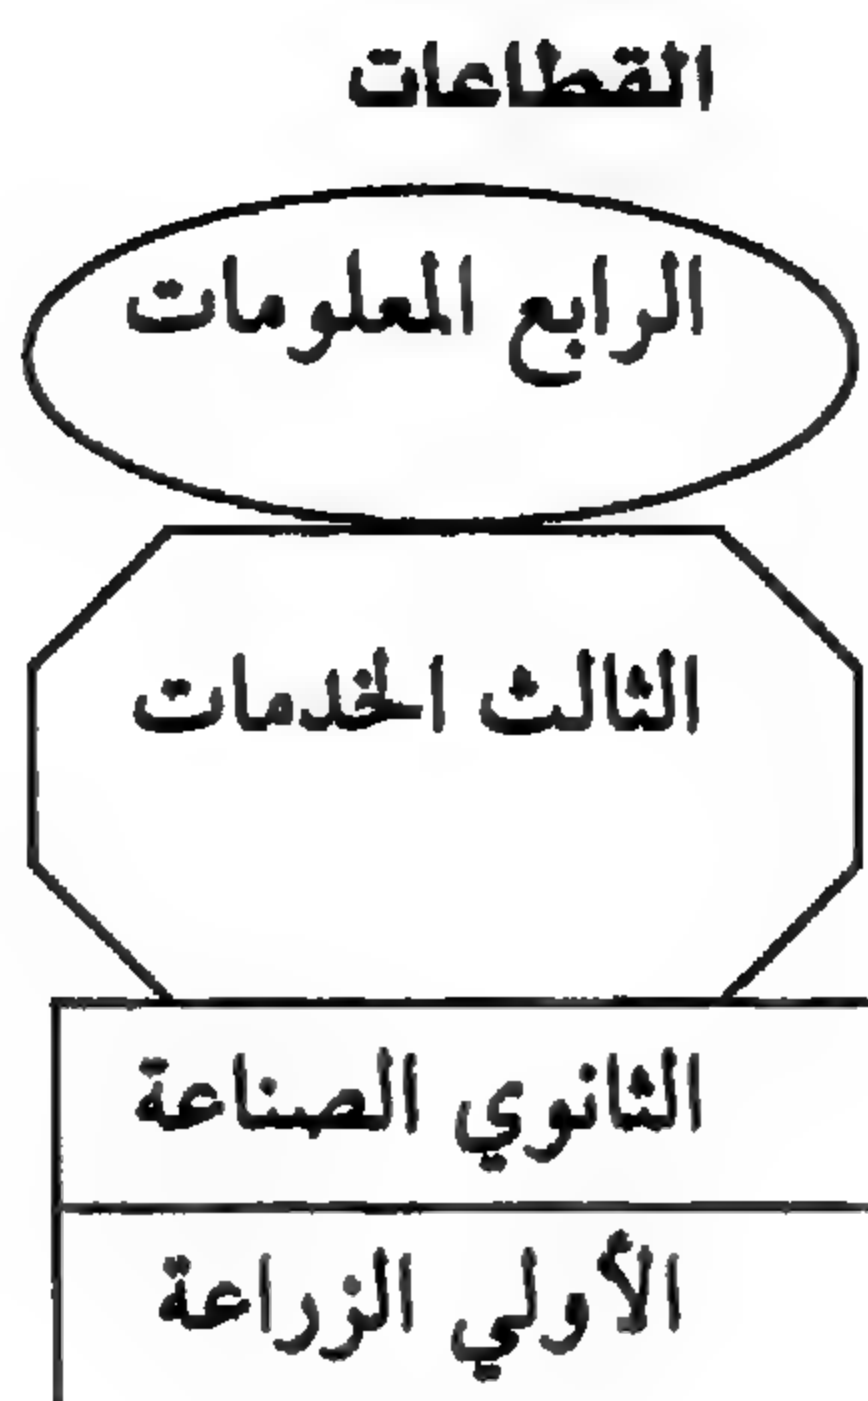 القطاعات
الرابع المعلومات
الثالث الخدمات
الثانوي الصناعة
الأولي الزراعة